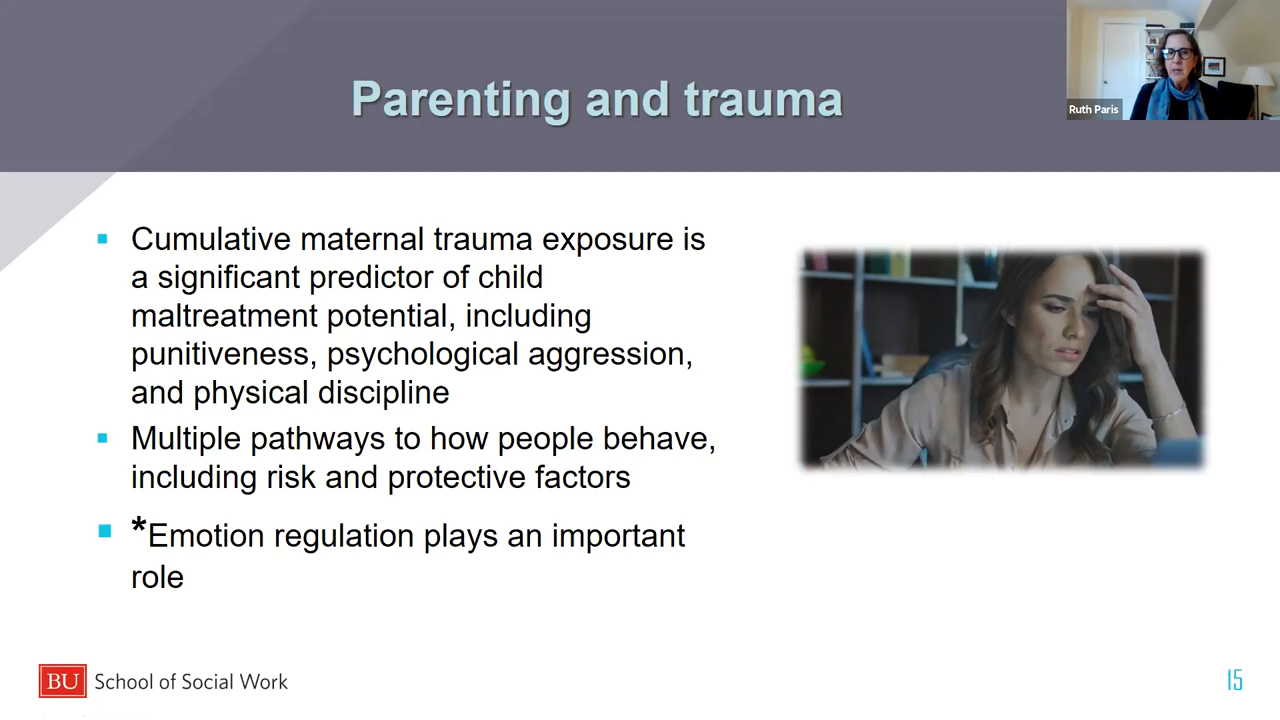 Parenting and trauma
Ruth Paris
▪ Cumulative maternal trauma exposure is
a significant predictor of child
maltreatment potential, including
punitiveness, psychological aggression,
and physical discipline
▪ Multiple pathways to how people behave,
including risk and protective factors
▪ *Emotion regulation plays an important
role
BU School of Social Work
15